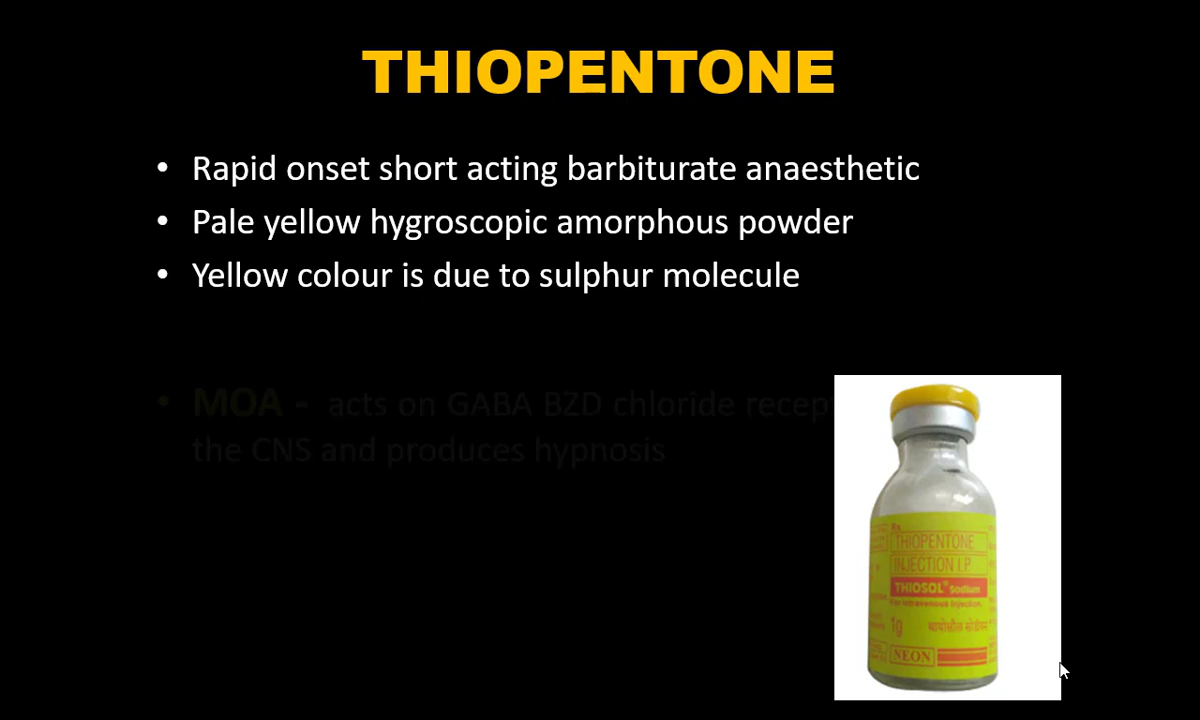 THIOPENTONE
• Rapid onset short acting barbiturate anaesthetic
• Pale yellow hygroscopic amorphous powder
• Yellow colour is due to sulphur molecule
• MOA - acts on GABA BZD chloride
the CNS and produces hypnosis
Rx
THIOPENTONE
INJECTION I.P.
THIOSOL® Sodium
For Intravenous Injection.
1g थायोसौल सोडीयम
NEON